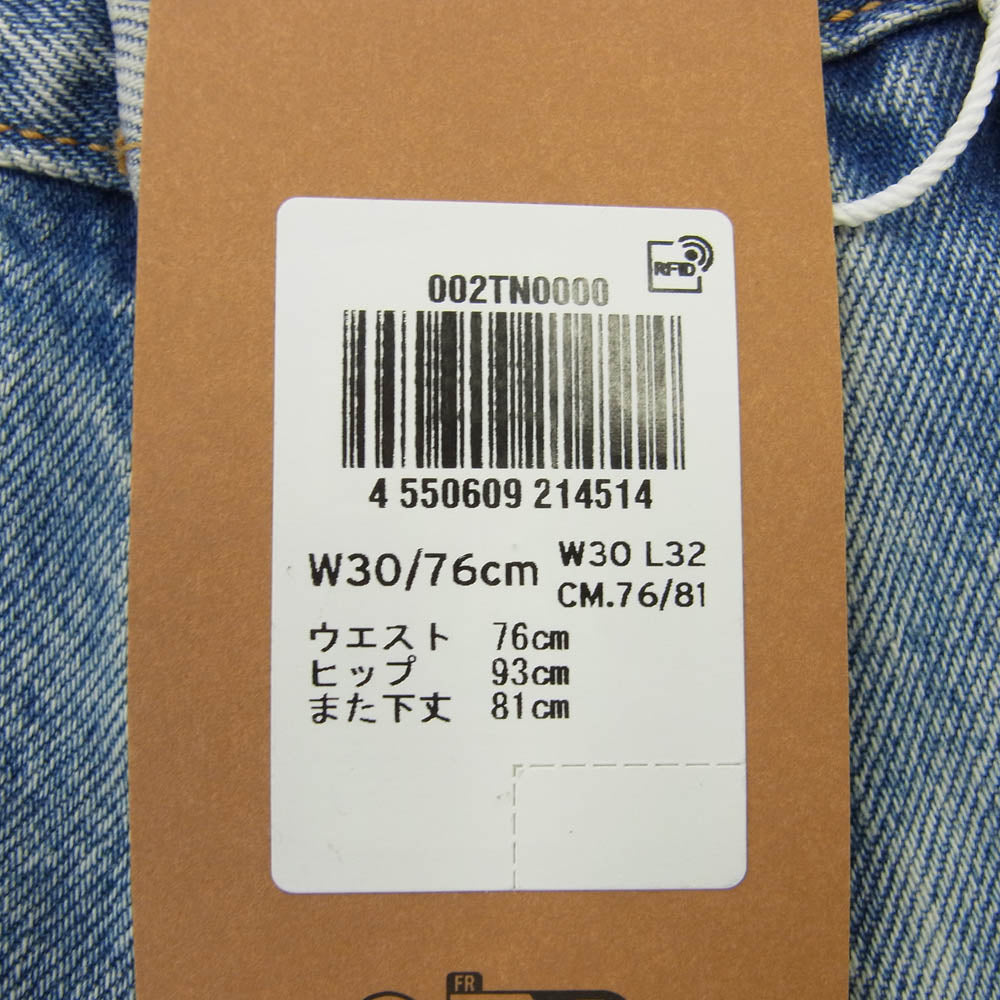 RFID
002TN0000
4 550609 214514
W30/76cm
W30 L32
CM.76/81
ウエスト 76cm
ヒップ 93cm
また下丈 81cm
FR